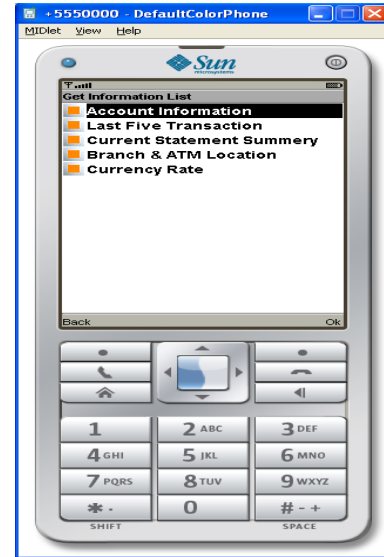 +5550000 - DefaultColorPhone
MIDlet View Help
Sun
microsystems
Get Information List
Account Information
Last Five Transaction
Current Statement Summery
Branch & ATM Location
Currency Rate
Back Ok
1 2 ABC 3 DEF
4 GHI 5 JKL 6 MNO
7 PQRS 8 TUV 9 WXYZ
* . 0 # - +
SHIFT SPACE